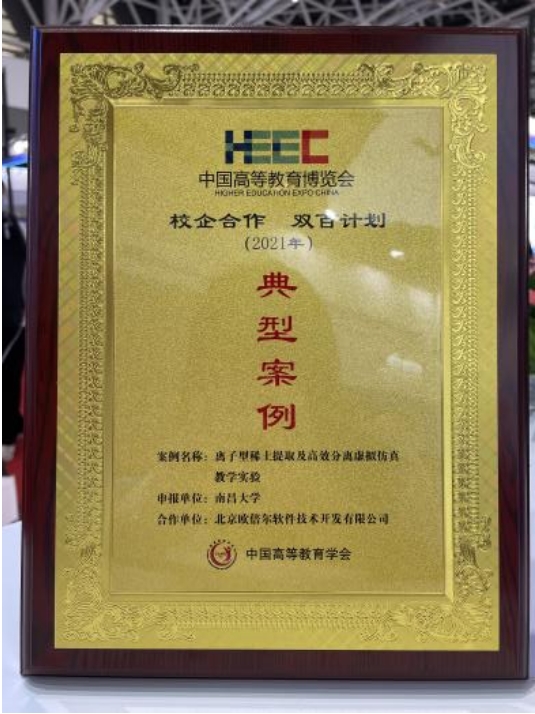 HEEC
中国高等教育博览会
HIGHER EDUCATION EXPO CHINA
校企合作 双百计划
(2021年)
典
型
案
例
案例名称：离子型稀土提取及高效分离虚拟仿真
教学实验
申报单位：南昌大学
合作单位：北京欧倍尔软件技术开发有限公司
中国高等教育学会